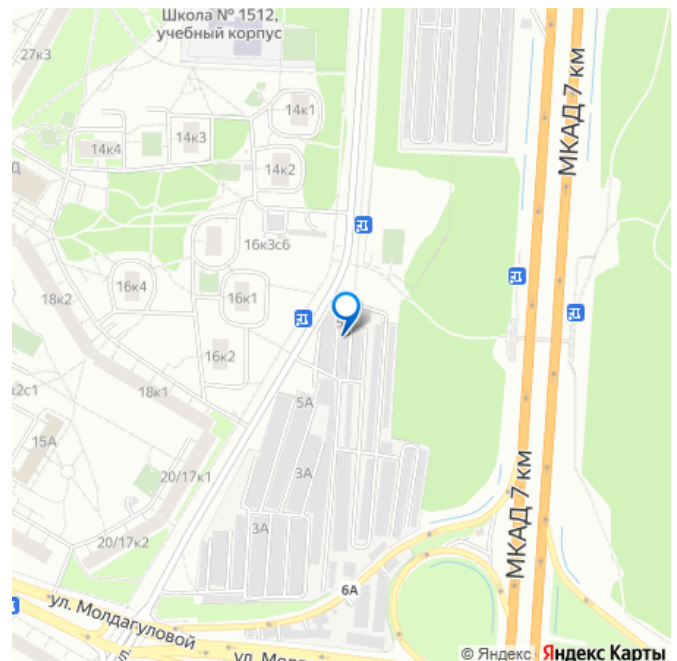 Школа № 1512,
учебный корпус
27к3
14к1
14к3
14к4
14к2
16к3с6
16к4
16к1
18к2
16к2
18к1
5А
15А
20/17к1
3А
3А
20/17к2
6А
МКАД 7 км
МКАД 7 км
ул. Молдагуловой
© Яндекс Яндекс Карты